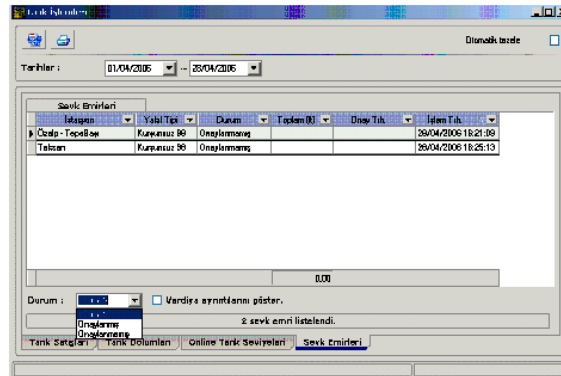 Tank İşlemleri
Otomatik tazele
Tarihler : 01/04/2006 - 28/04/2006
Sevk Emirleri
İstasyon Yakıt Tipi Durum Toplam (lt) Onay Trh. İşlem Trh.
Özalp - TepeBaşı Kurşunsuz 98 Onaylanmamış 28/04/2006 18:21:09
Taksan Kurşunsuz 98 Onaylanmamış 28/04/2006 18:25:13
0.00
Durum : Vardiya ayrıntılarını göster.
Onaylanmış
Onaylanmamış
2 sevk emri listelendi.
Tank Satışları Tank Dolumları Online Tank Seviyeleri Sevk Emirleri